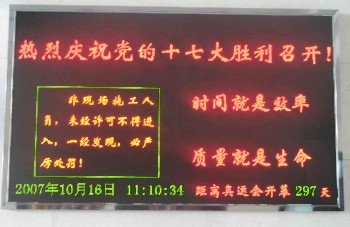 热烈庆祝党的十七大胜利召开!
非现场施工人
员，未经许可不得进
入，一经发现，必严
厉处罚!
时间就是效率
质量就是生命
2007年10月16日 11:10:34 距离奥运会开幕 297 天